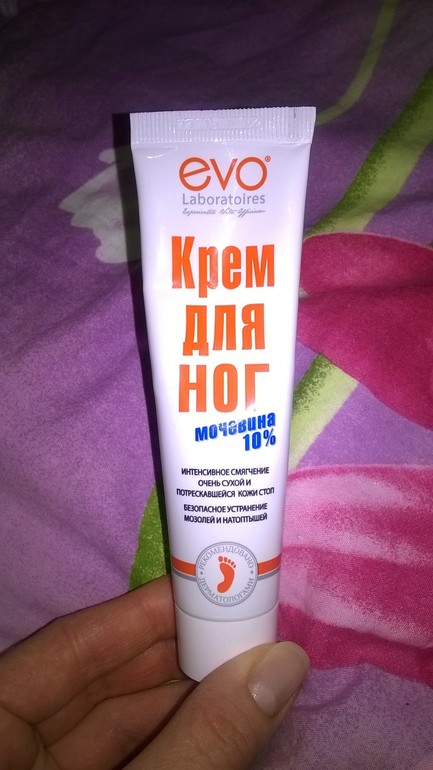 evo®
Laboratoires
Крем
для
ног
мочевина
10%
ИНТЕНСИВНОЕ СМЯГЧЕНИЕ
ОЧЕНЬ СУХОЙ И
ПОТРЕСКАВШЕЙСЯ КОЖИ СТОП
БЕЗОПАСНОЕ УСТРАНЕНИЕ
МОЗОЛЕЙ И НАТОПТЫШЕЙ
• РЕКОМЕНДОВАНО •
ДЕРМАТОЛОГАМИ